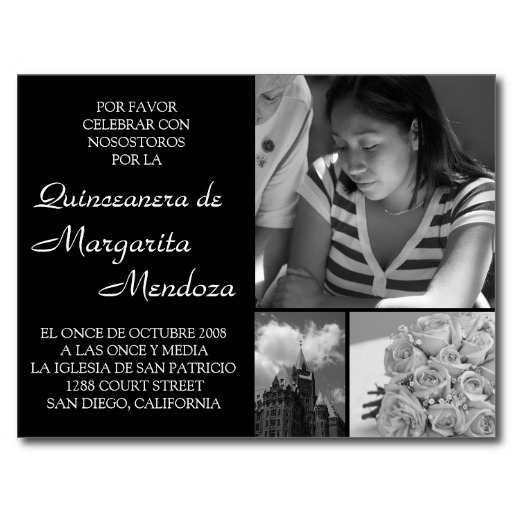 POR FAVOR
CELEBRAR CON
NOSOSTOROS
POR LA
Quinceanera de
Margarita
Mendoza
EL ONCE DE OCTUBRE 2008
A LAS ONCE Y MEDIA
LA IGLESIA DE SAN PATRICIO
1288 COURT STREET
SAN DIEGO, CALIFORNIA